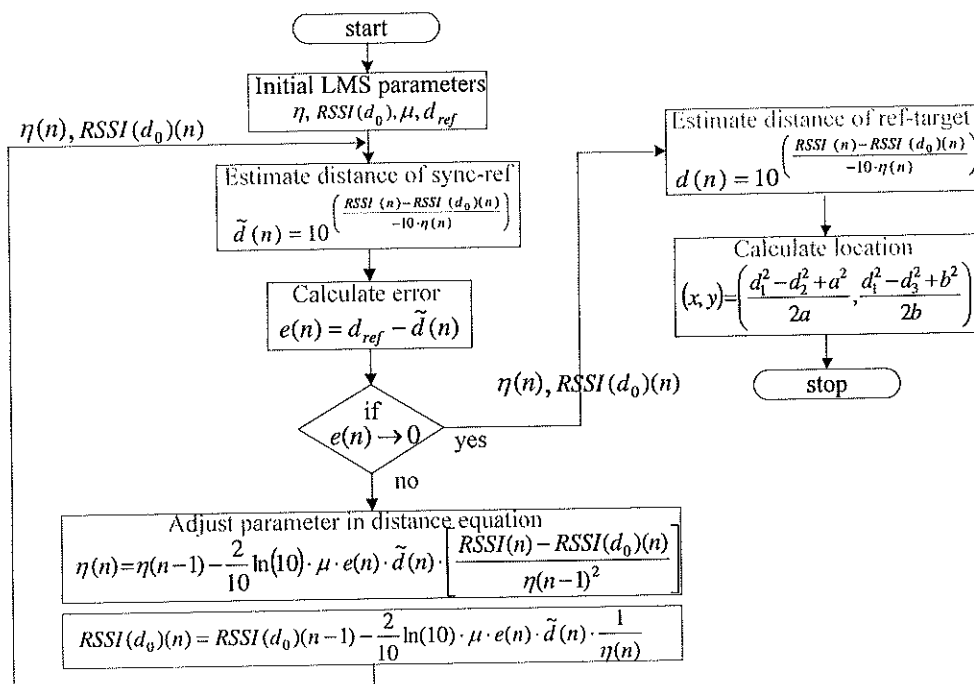 start
Initial LMS parameters
η, RSSI(d₀), μ, d_ref
η(n), RSSI(d₀)(n)
Estimate distance of sync-ref
d̃(n) = 10^((RSSI (n) − RSSI (d₀)(n)) / (−10·η(n)))
Calculate error
e(n) = d_ref − d̃(n)
if
e(n) → 0
yes
no
Adjust parameter in distance equation
η(n) = η(n−1) − 2/10 ln(10) · μ · e(n) · d̃(n) · [(RSSI(n) − RSSI(d₀)(n)) / η(n−1)²]
RSSI(d₀)(n) = RSSI(d₀)(n−1) − 2/10 ln(10) · μ · e(n) · d̃(n) · 1/η(n)
η(n), RSSI(d₀)(n)
Estimate distance of ref-target
d(n) = 10^((RSSI (n) − RSSI (d₀)(n)) / (−10·η(n)))
Calculate location
(x, y) = ((d₁² − d₂² + a²) / 2a, (d₁² − d₃² + b²) / 2b)
stop